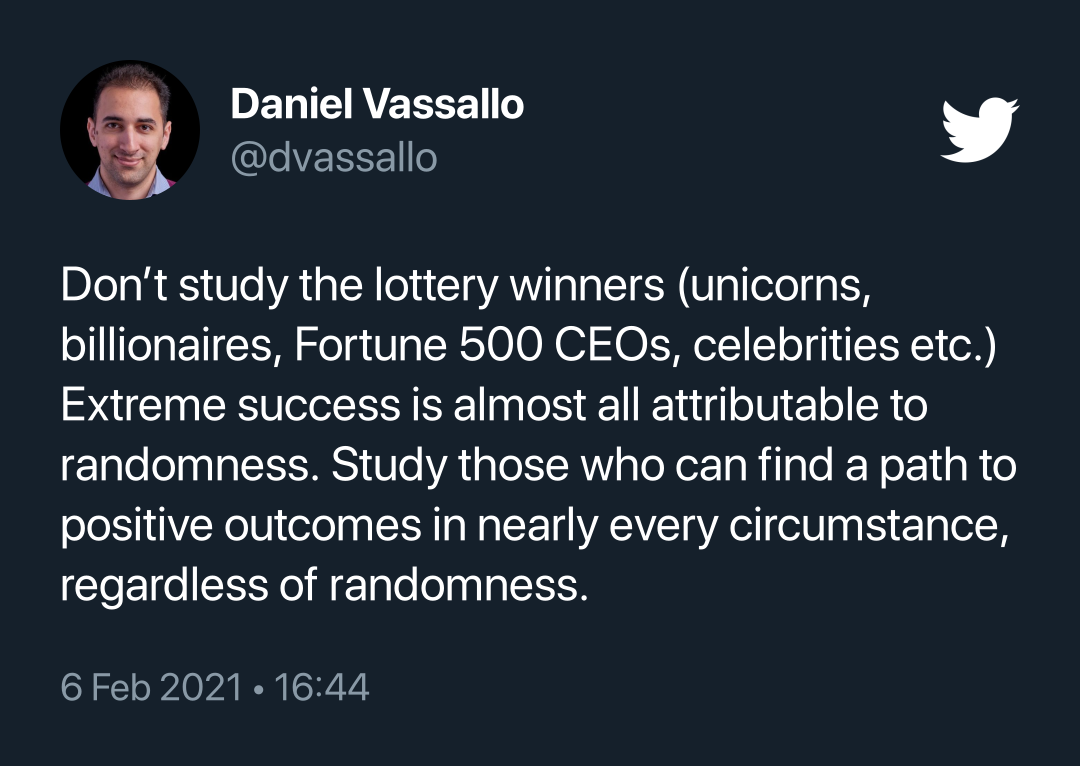 Daniel Vassallo
@dvassallo
Don’t study the lottery winners (unicorns,
billionaires, Fortune 500 CEOs, celebrities etc.)
Extreme success is almost all attributable to
randomness. Study those who can find a path to
positive outcomes in nearly every circumstance,
regardless of randomness.
6 Feb 2021 • 16:44